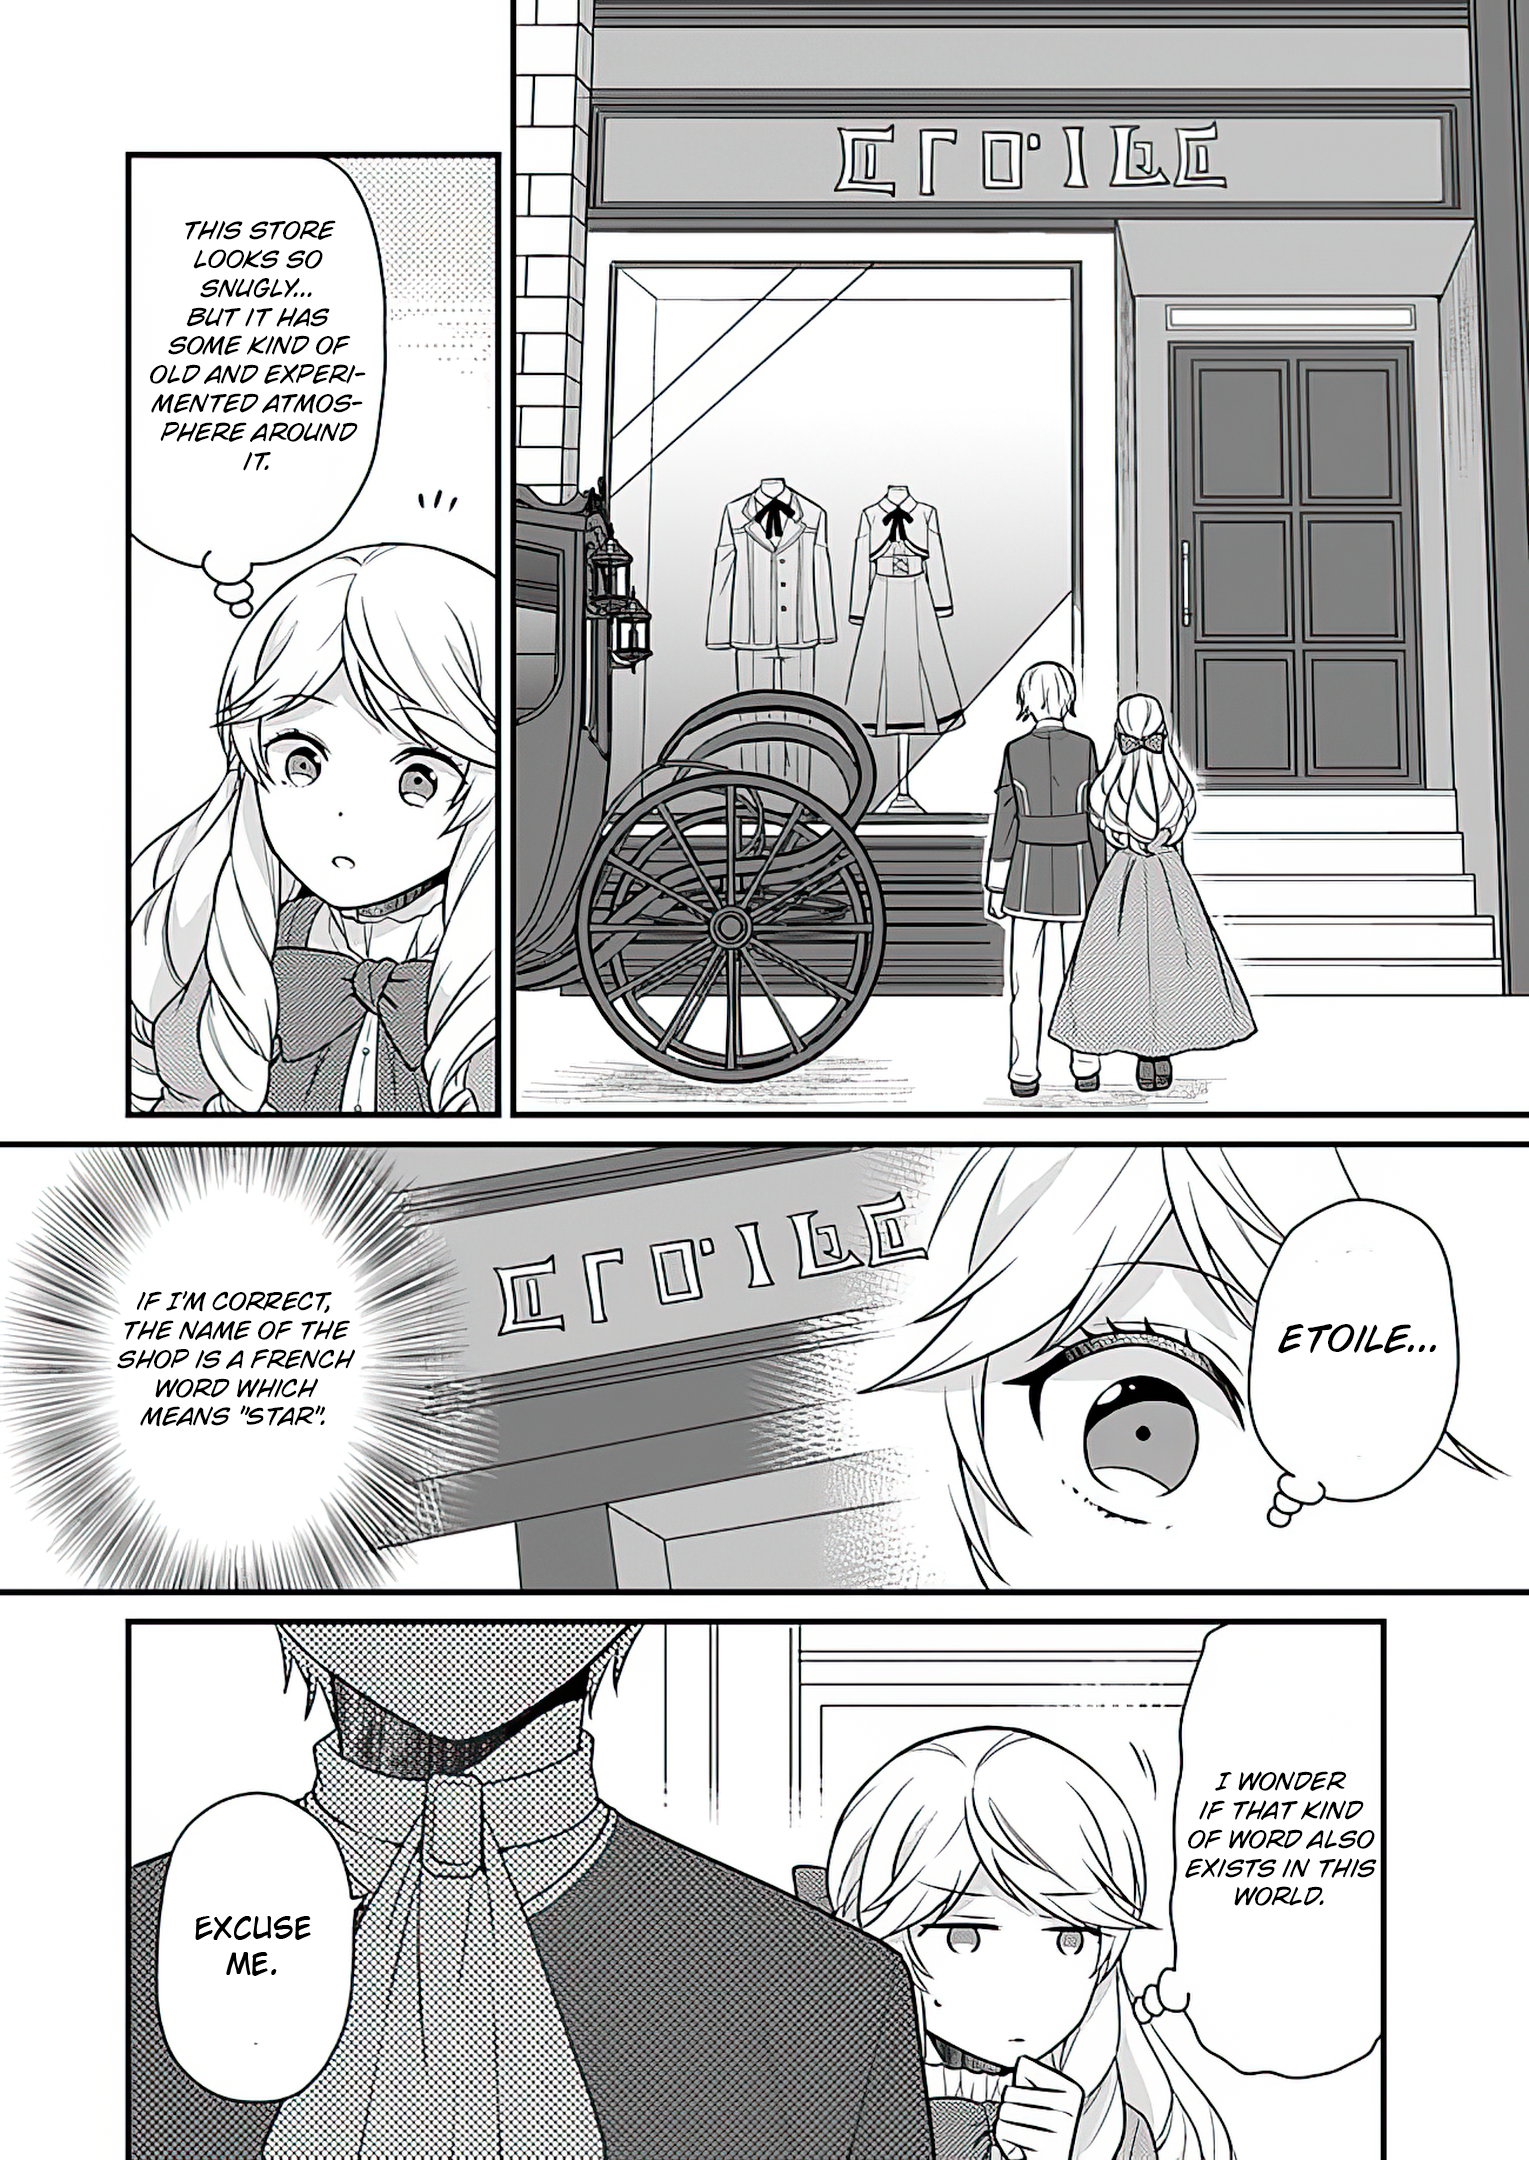 THIS STORE
LOOKS SO
SNUGLY...
BUT IT HAS
SOME KIND OF
OLD AND EXPERI-
MENTED ATMOS-
PHERE AROUND
IT.
ETOILE...
IF I'M CORRECT,
THE NAME OF THE
SHOP IS A FRENCH
WORD WHICH
MEANS "STAR".
I WONDER
IF THAT KIND
OF WORD ALSO
EXISTS IN THIS
WORLD.
EXCUSE
ME.